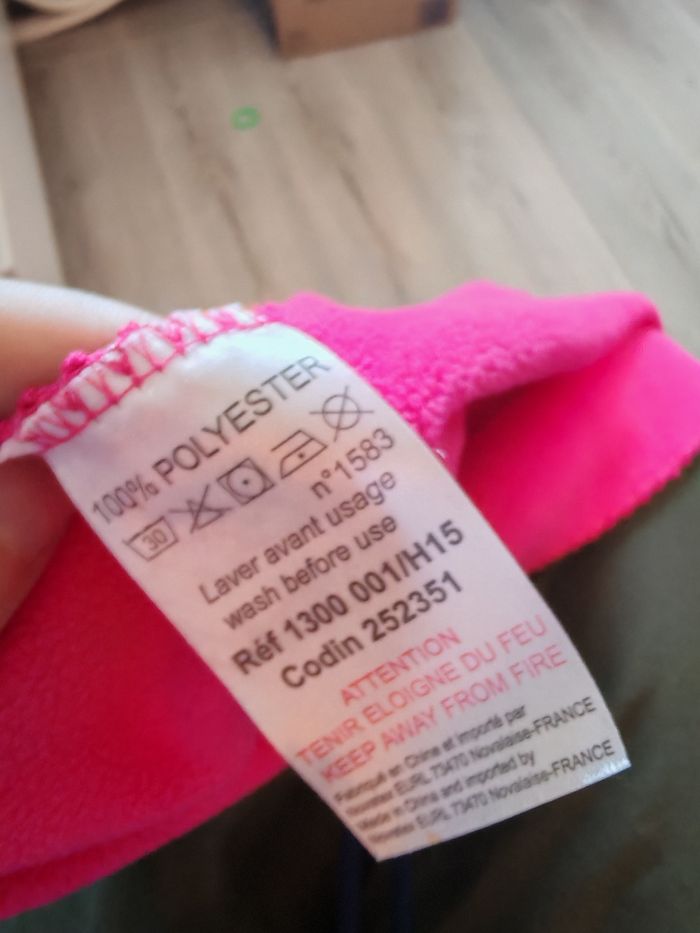 100% POLYESTER
30
n°1583
Laver avant usage
wash before use
Réf 1300 001/H15
Codin 252351
ATTENTION
TENIR ELOIGNE DU FEU
KEEP AWAY FROM FIRE
Fabriqué en Chine et importé par
EURL 73470 Novalaise-FRANCE
Made in China and imported by
EURL 73470 Novalaise-FRANCE